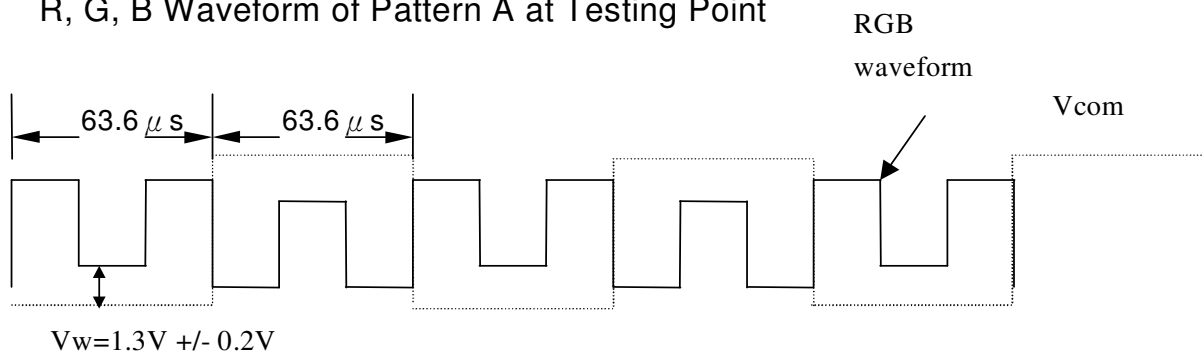 R, G, B Waveform of Pattern A at Testing Point
RGB
waveform
Vcom
63.6 μ s
63.6 μ s
Vw=1.3V +/- 0.2V